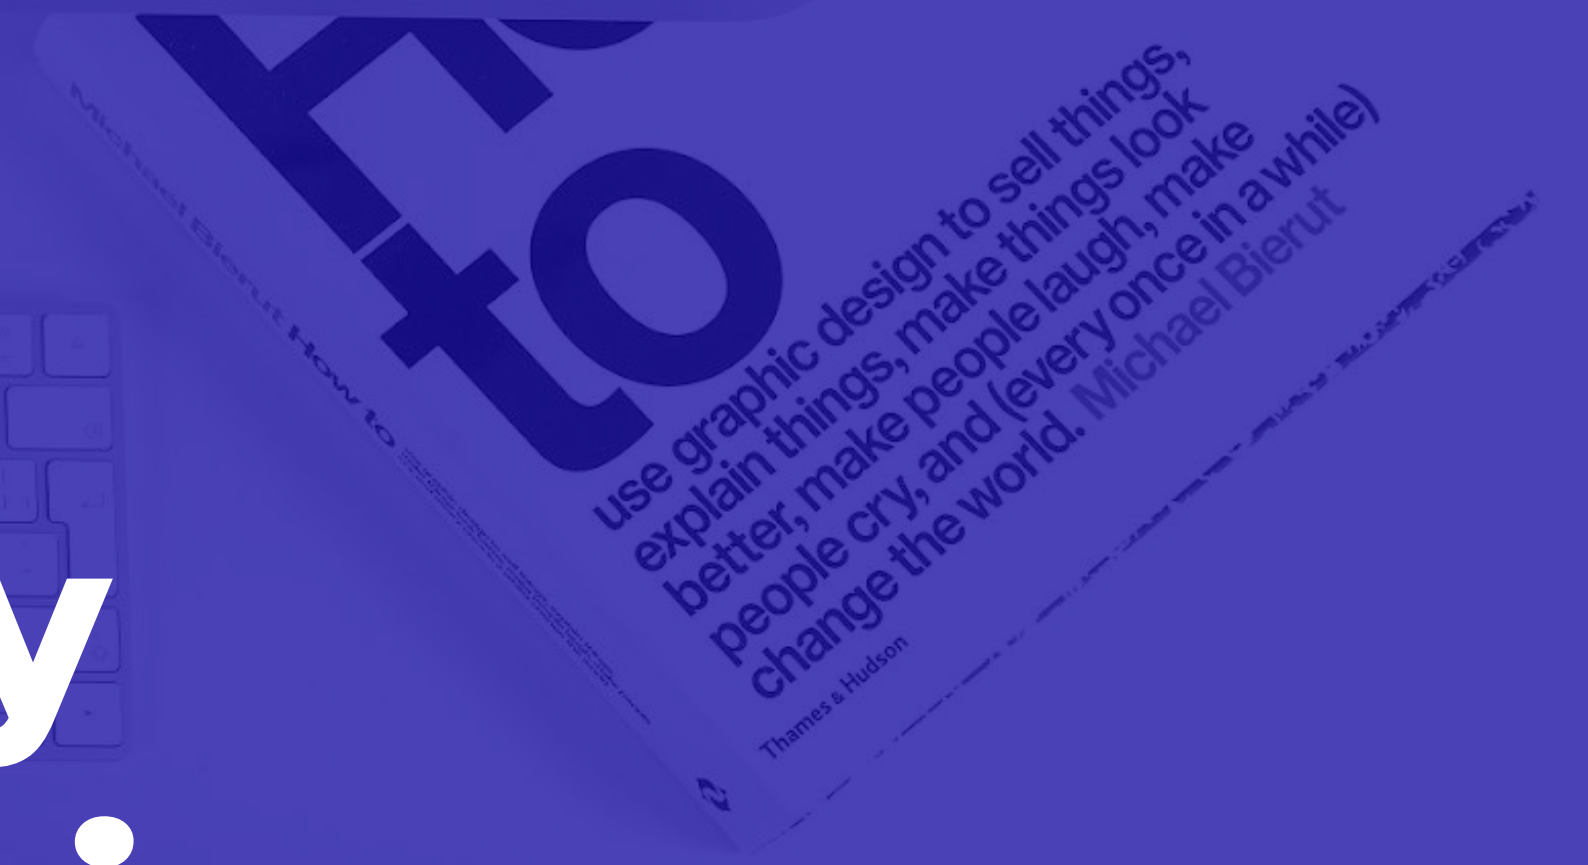 How
to
use graphic design to sell things,
explain things, make things look
better, make people laugh, make
people cry, and (every once in a while)
change the world. Michael Bierut
Thames & Hudson
Michael Bierut How to
y